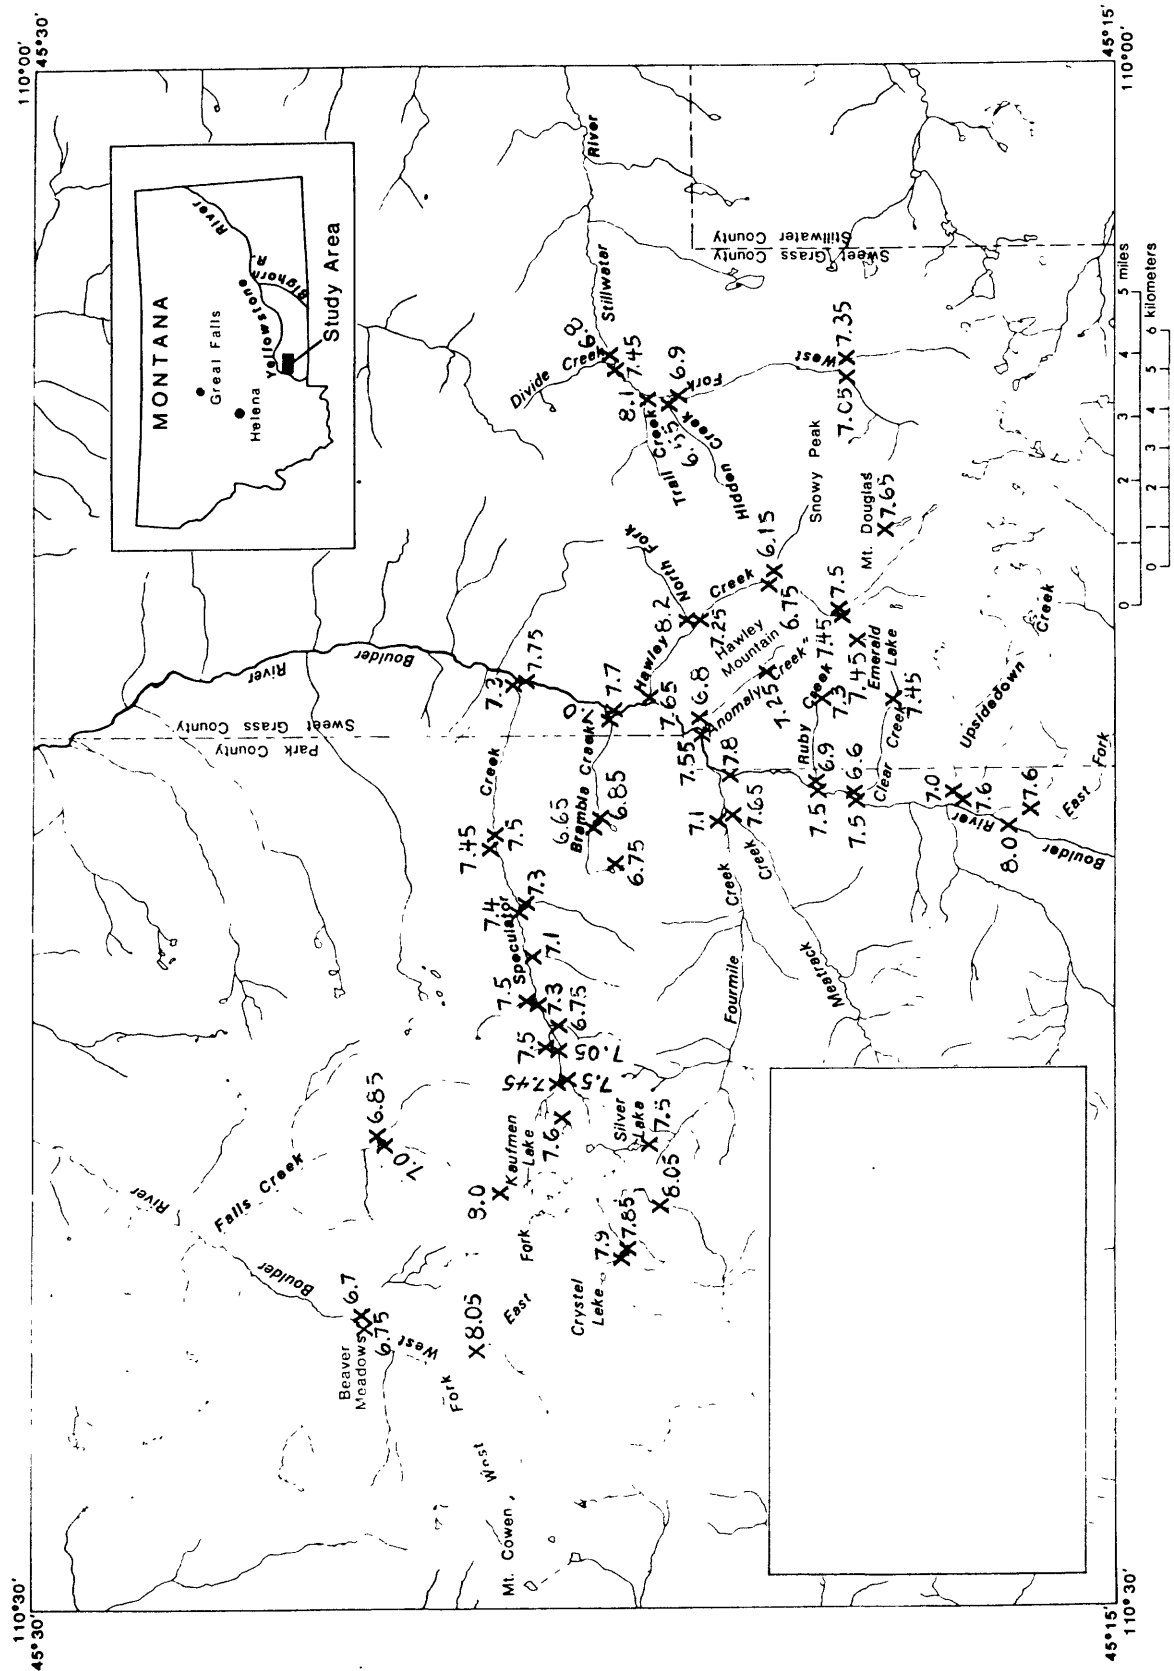 110°30'
45°30'
110°00'
45°30'
MONTANA
Great Falls
Helena
Yellowstone
River
Bighorn
R.
Study Area
River
Boulder
Falls Creek
6.85
7.0
Beaver
Meadows
6.7
6.75
West
Fork
West
Mt. Cowen
8.05
East
Fork
Kaufman
Lake
7.6
7.45
7.5
7.5
7.05
6.75
7.5
7.3
Speculator
7.1
7.4
7.3
7.45
7.5
Creek
7.3
7.75
River
Boulder
Park County
Sweet Grass County
Crystal
Lake
7.9
7.85
8.05
Silver
Lake
7.5
6.75
6.65
6.85
Bramble Creek
7.7
Hawley
Creek
7.65
7.25
8.2
North Fork
Divide Creek
6.8
7.45
Stillwater
River
8.1
Trail Creek
6.55
6.9
Hidden Creek
West
Fork
7.05
7.35
Sweet Grass County
Stillwater County
Snowy Peak
Mt. Douglas
7.65
6.15
6.75
7.5
Hawley
Mountain
Anomaly Creek
7.25
6.8
7.55
7.8
7.1
7.65
Fourmile
Creek
Meatrack
Creek
Ruby
Creek
6.9
7.5
7.3
7.45
7.45
Emerald
Lake
7.45
6.6
7.5
Clear
Creek
7.0
7.6
7.6
8.0
Upsidedown
Creek
East
Fork
River
Boulder
0 1 2 3 4 5 miles
0 1 2 3 4 5 6 kilometers
110°30'
45°15'
110°00'
45°15'